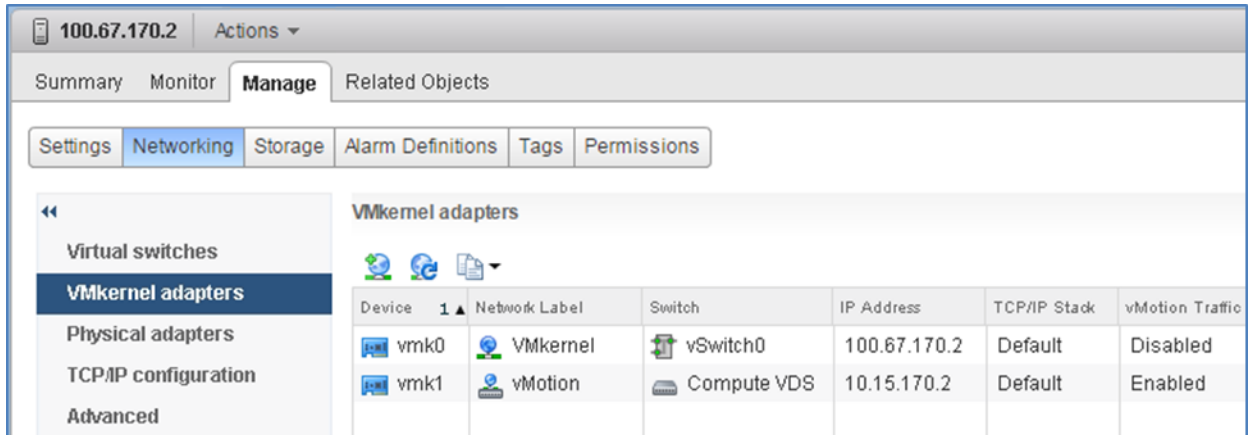 100.67.170.2 Actions
Summary Monitor Manage Related Objects
Settings Networking Storage Alarm Definitions Tags Permissions
VMkernel adapters
Virtual switches
VMkernel adapters
Physical adapters
TCP/IP configuration
Advanced
Device 1 Network Label Switch IP Address TCP/IP Stack vMotion Traffic
vmk0 VMkernel vSwitch0 100.67.170.2 Default Disabled
vmk1 vMotion Compute VDS 10.15.170.2 Default Enabled